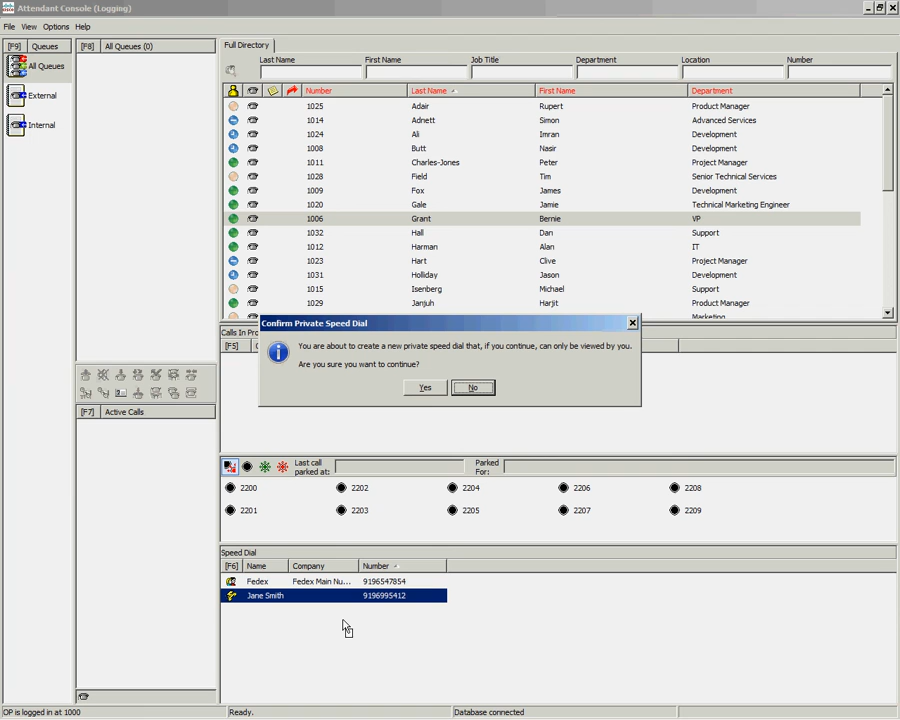 Attendant Console (Logging)
File View Options Help
[F9] Queues
All Queues
External
Internal
[F8] All Queues (0)
[F7] Active Calls
Full Directory
Last Name First Name Job Title Department Location Number
Number Last Name First Name Department
1025 Adair Rupert Product Manager
1014 Adnett Simon Advanced Services
1024 Ali Imran Development
1008 Butt Nasir Development
1011 Charles-Jones Peter Project Manager
1028 Field Tim Senior Technical Services
1009 Fox James Development
1020 Gale Jamie Technical Marketing Engineer
1006 Grant Bernie VP
1032 Hall Dan Support
1012 Harman Alan IT
1023 Hart Clive Project Manager
1031 Holliday Jason Development
1015 Isenberg Michael Support
1029 Janjuh Harjit Product Manager
Marketing
Calls In Pro
[F5]
Confirm Private Speed Dial
You are about to create a new private speed dial that, if you continue, can only be viewed by you.
Are you sure you want to continue?
Yes No
Last call parked at: Parked For:
2200 2202 2204 2206 2208
2201 2203 2205 2207 2209
Speed Dial
[F6] Name Company Number
Fedex Fedex Main Nu... 9196547854
Jane Smith 9196995412
OP is logged in at 1000 Ready. Database connected